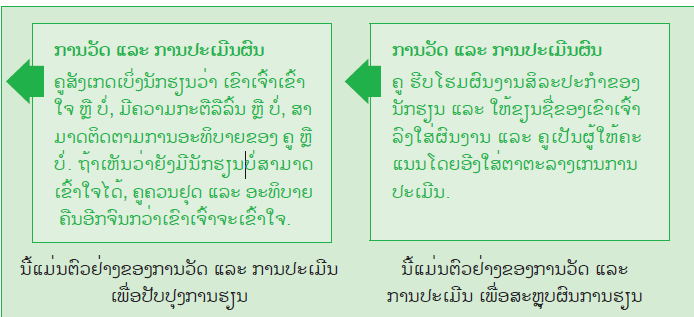 ການວັດ ແລະ ການປະເມີນຜົນ
ຄູສັງເກດເບິ່ງນັກຮຽນວ່າ ເຂົາເຈົ້າເຂົ້າ
ໃຈ ຫຼື ບໍ່, ມີຄວາມກະຕືລືລົ້ນ ຫຼື ບໍ່, ສາ
ມາດຕິດຕາມການອະທິບາຍຂອງ ຄູ ຫຼື
ບໍ່. ຖ້າເຫັນວ່າຍັງມີນັກຮຽນບໍ່ສາມາດ
ເຂົ້າໃຈໄດ້, ຄູຄວນຢຸດ ແລະ ອະທິບາຍ
ຄືນອີກຈົນກວ່າເຂົາເຈົ້າຈະເຂົ້າໃຈ.
ນີ້ແມ່ນຕົວຢ່າງຂອງການວັດ ແລະ ການປະເມີນ
ເພື່ອປັບປຸງການຮຽນ
ການວັດ ແລະ ການປະເມີນຜົນ
ຄູ ຮີບໂຮມຜົນງານສິລະປະກຳຂອງ
ນັກຮຽນ ແລະ ໃຫ້ຂຽນຊື່ຂອງເຂົາເຈົ້າ
ລົງໃສ່ຜົນງານ ແລະ ຄູເປັນຜູ້ໃຫ້ຄະ
ແນນໂດຍອີງໃສ່ຕາຕະລາງເກນການ
ປະເມີນ.
ນີ້ແມ່ນຕົວຢ່າງຂອງການວັດ ແລະ
ການປະເມີນ ເພື່ອສະຫຼຸບຜົນການຮຽນ